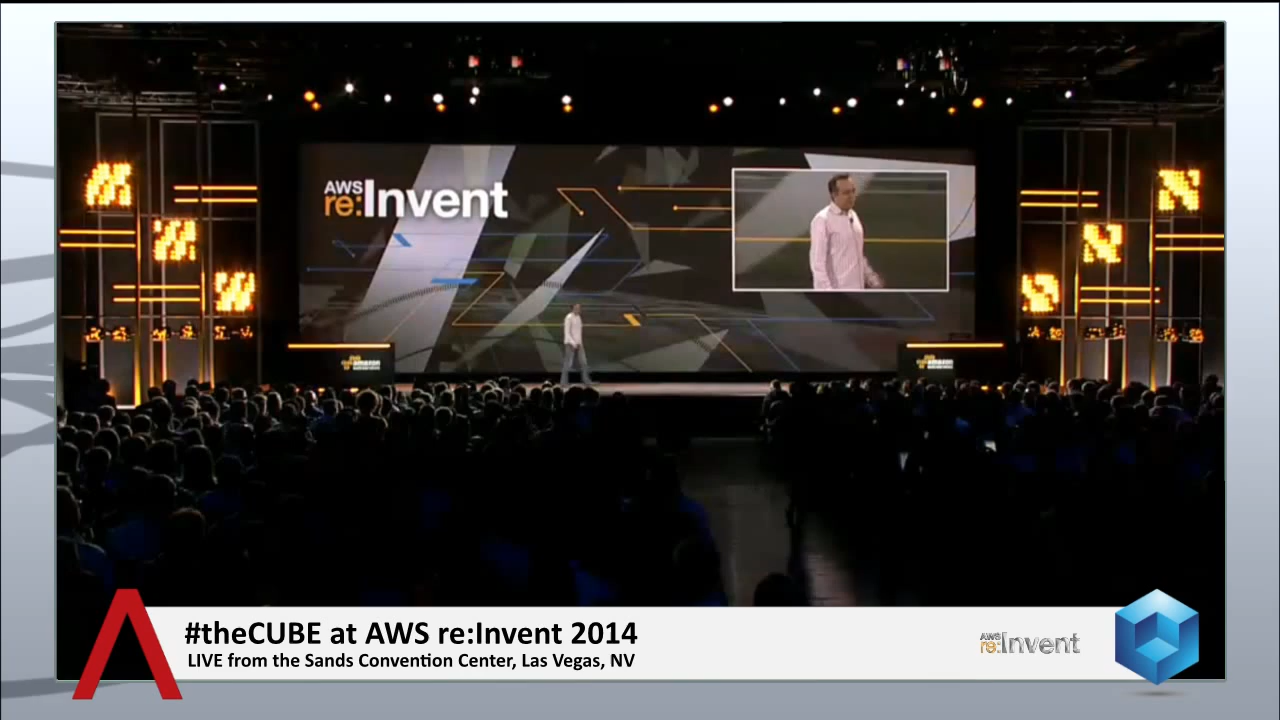 AWS
re:Invent
#theCUBE at AWS re:Invent 2014
LIVE from the Sands Convention Center, Las Vegas, NV
AWS
re:Invent